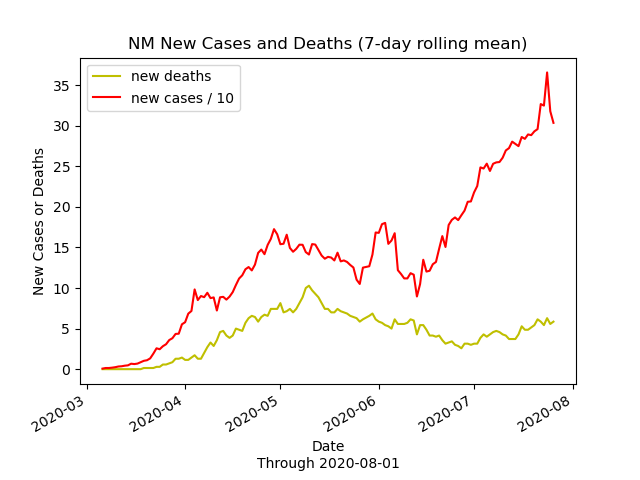 NM New Cases and Deaths (7-day rolling mean)
new deaths
new cases / 10
New Cases or Deaths
35
30
25
20
15
10
5
0
2020-03
2020-04
2020-05
2020-06
2020-07
2020-08
Date
Through 2020-08-01